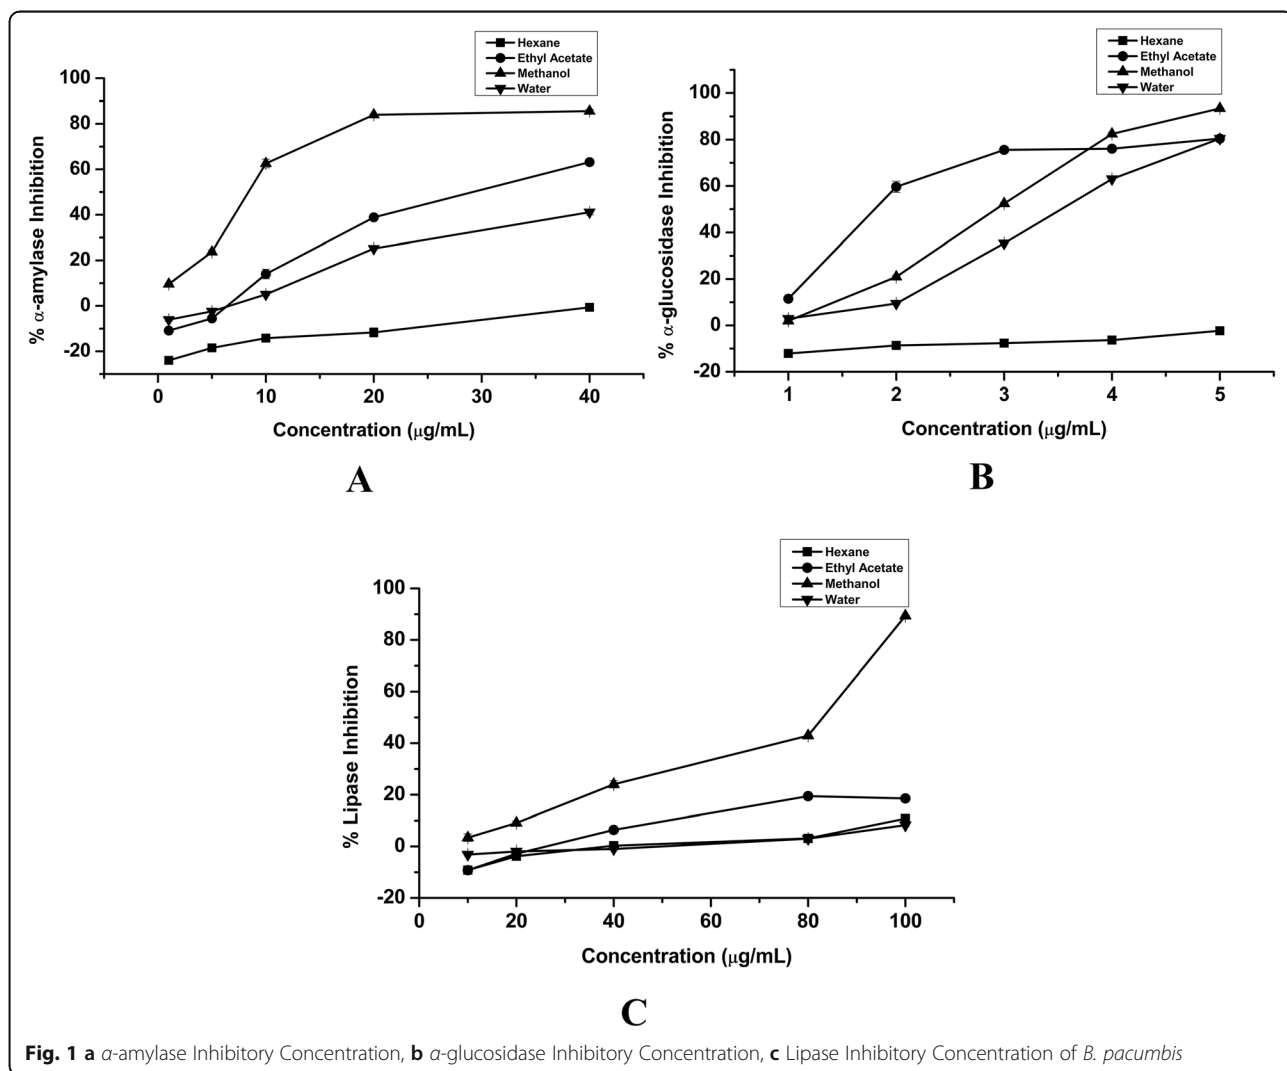 Hexane
Ethyl Acetate
Methanol
Water
100
80
60
40
20
0
-20
% α-amylase Inhibition
0 10 20 30 40
Concentration (μg/mL)
A
Hexane
Ethyl Acetate
Methanol
Water
100
80
60
40
20
0
-20
% α-glucosidase Inhibition
1 2 3 4 5
Concentration (μg/mL)
B
Hexane
Ethyl Acetate
Methanol
Water
100
80
60
40
20
0
-20
% Lipase Inhibition
0 20 40 60 80 100
Concentration (μg/mL)
C
Fig. 1 a α-amylase Inhibitory Concentration, b α-glucosidase Inhibitory Concentration, c Lipase Inhibitory Concentration of B. pacumbis